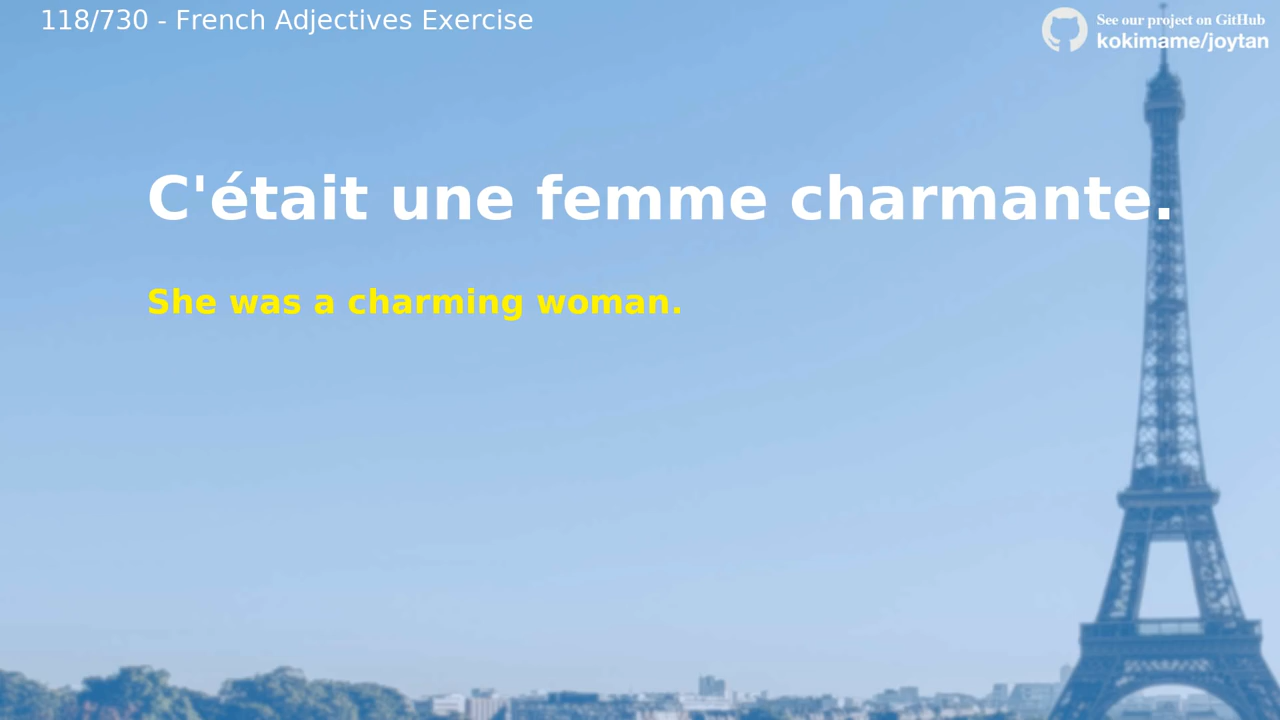 118/730 - French Adjectives Exercise
See our project on GitHub
kokimame/joytan
C'était une femme charmante.
She was a charming woman.